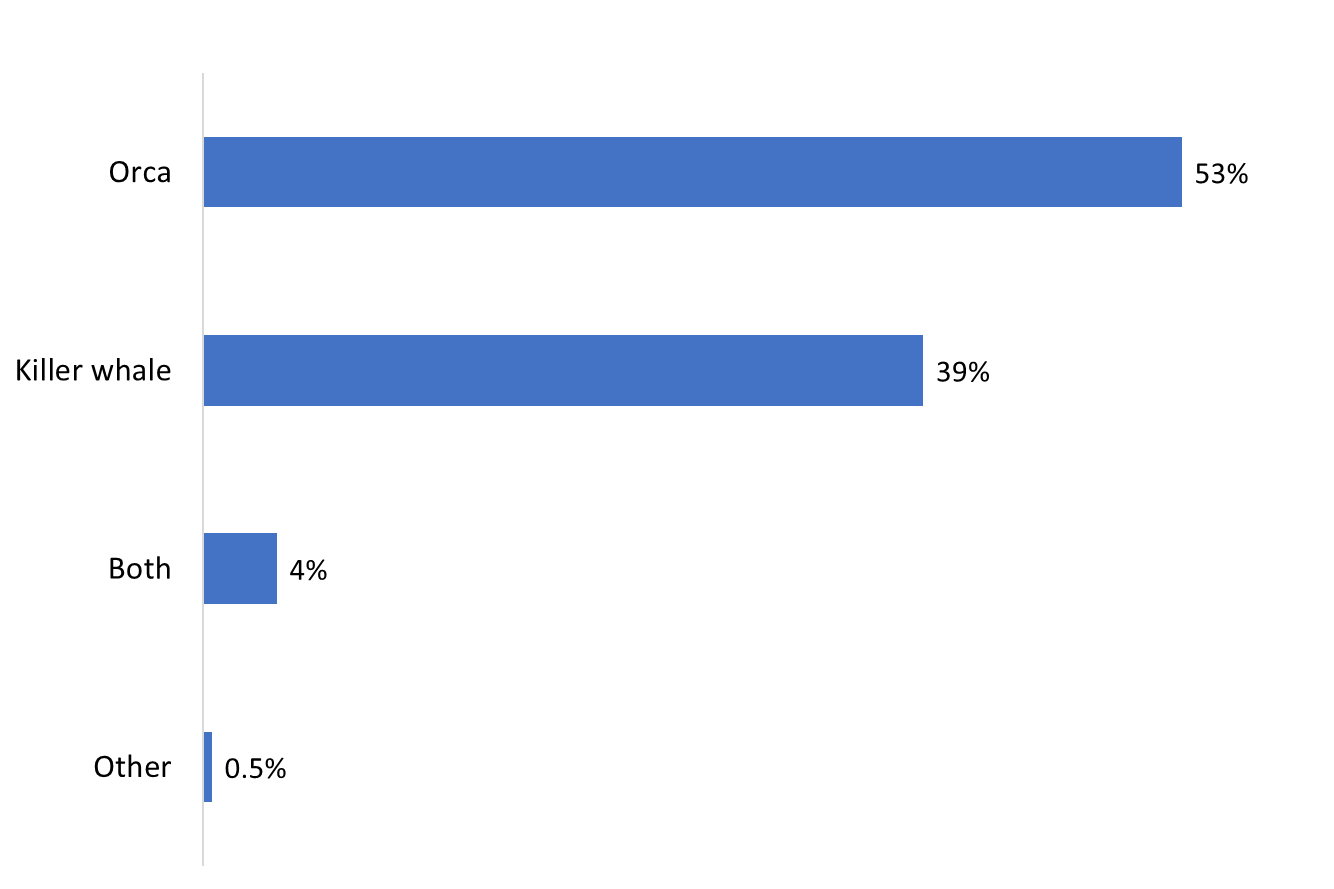 Orca 53%
Killer whale 39%
Both 4%
Other 0.5%